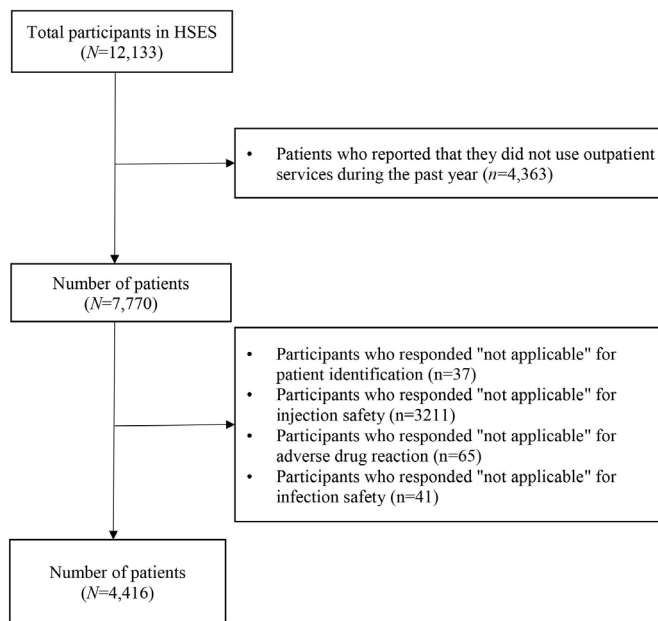 Total participants in HSES
(N=12,133)
• Patients who reported that they did not use outpatient
services during the past year (n=4,363)
Number of patients
(N=7,770)
• Participants who responded "not applicable" for
patient identification (n=37)
• Participants who responded "not applicable" for
injection safety (n=3211)
• Participants who responded "not applicable" for
adverse drug reaction (n=65)
• Participants who responded "not applicable" for
infection safety (n=41)
Number of patients
(N=4,416)